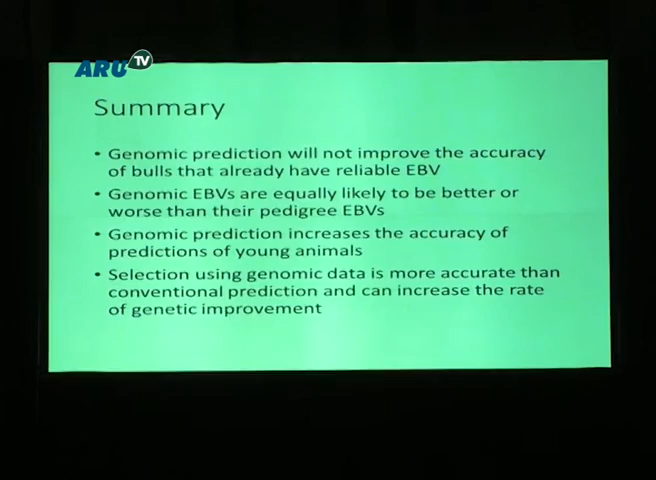 ARU TV
Summary
• Genomic prediction will not improve the accuracy
of bulls that already have reliable EBV
• Genomic EBVs are equally likely to be better or
worse than their pedigree EBVs
• Genomic prediction increases the accuracy of
predictions of young animals
• Selection using genomic data is more accurate than
conventional prediction and can increase the rate
of genetic improvement